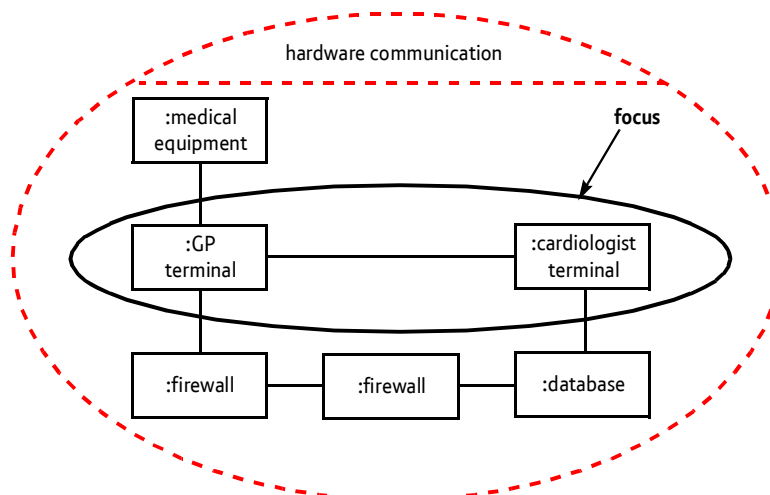 hardware communication
:medical
equipment
focus
:GP
terminal
:cardiologist
terminal
:firewall
:firewall
:database